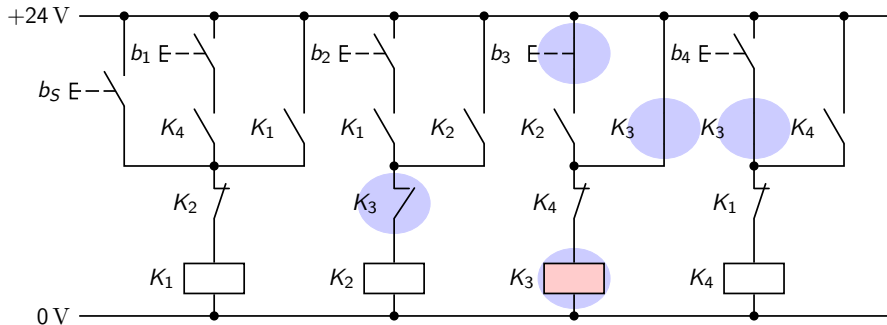 +24 V
b1 b2 b3 b4
bS
K4 K1 K1 K2 K2 K3 K3 K4
K2 K3 K4 K1
K1 K2 K3 K4
0 V